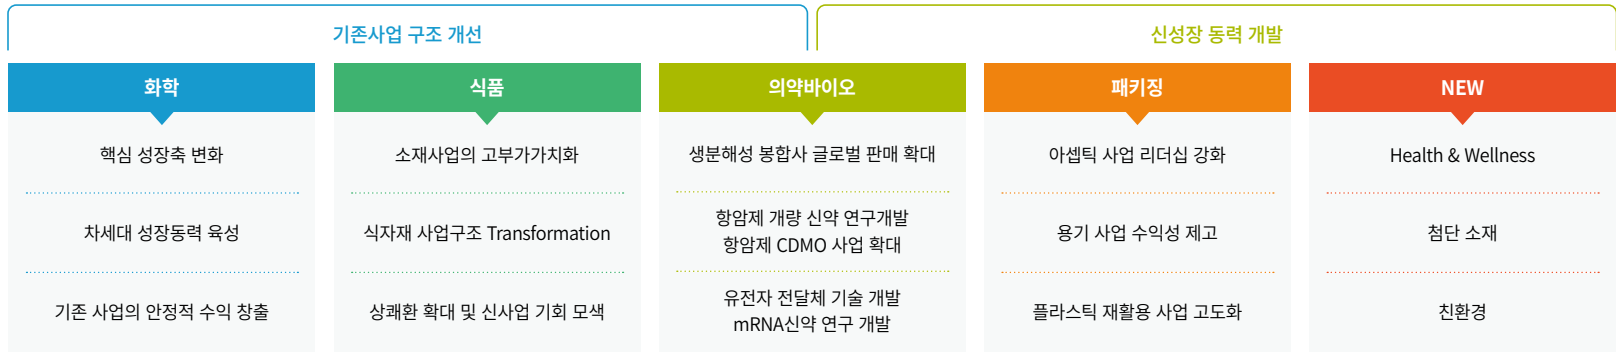 기존사업 구조 개선
신성장 동력 개발
화학
핵심 성장축 변화
차세대 성장동력 육성
기존 사업의 안정적 수익 창출
식품
소재사업의 고부가가치화
식자재 사업구조 Transformation
상쾌환 확대 및 신사업 기회 모색
의약바이오
생분해성 봉합사 글로벌 판매 확대
항암제 개량 신약 연구개발
항암제 CDMO 사업 확대
유전자 전달체 기술 개발
mRNA신약 연구 개발
패키징
아셉틱 사업 리더십 강화
용기 사업 수익성 제고
플라스틱 재활용 사업 고도화
NEW
Health & Wellness
첨단 소재
친환경